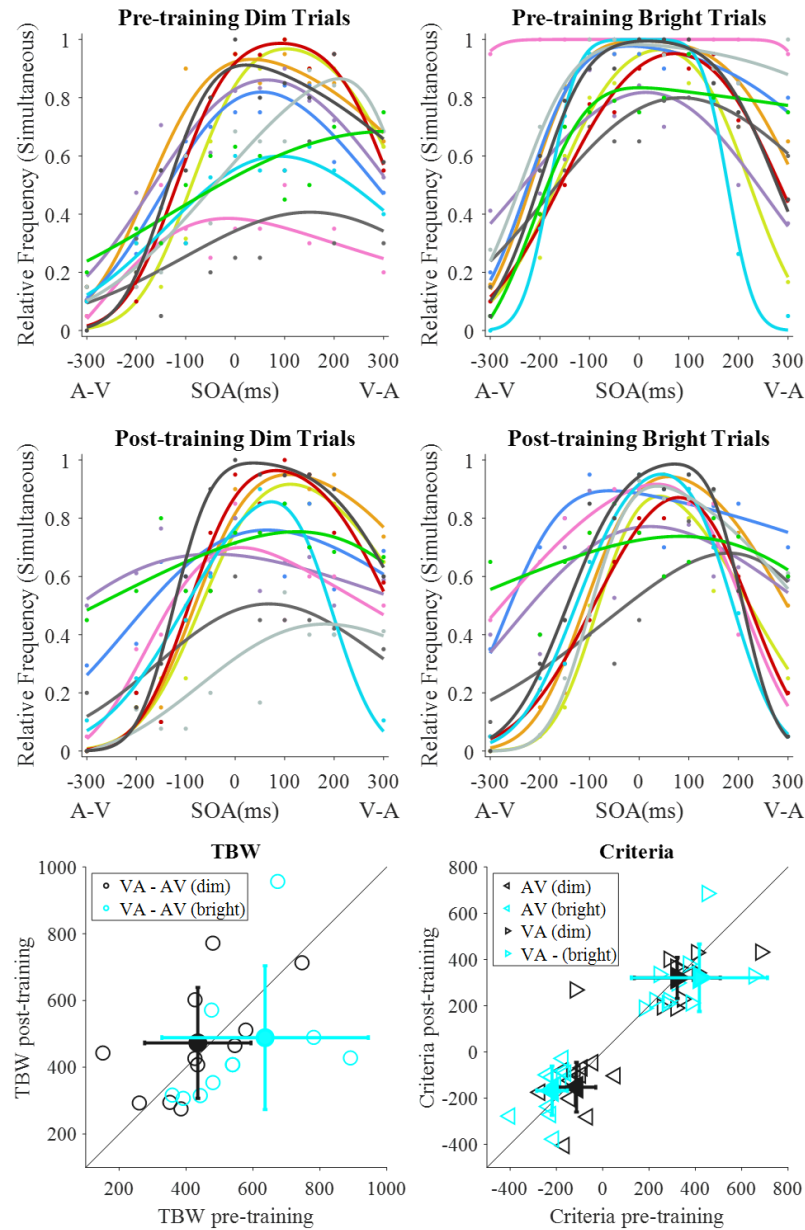 Pre-training Dim Trials
Pre-training Bright Trials
Relative Frequency (Simultaneous)
1
0.8
0.6
0.4
0.2
0
-300 -200 -100 0 100 200 300
A-V SOA(ms) V-A
Relative Frequency (Simultaneous)
1
0.8
0.6
0.4
0.2
0
-300 -200 -100 0 100 200 300
A-V SOA(ms) V-A
Post-training Dim Trials
Post-training Bright Trials
Relative Frequency (Simultaneous)
1
0.8
0.6
0.4
0.2
0
-300 -200 -100 0 100 200 300
A-V SOA(ms) V-A
Relative Frequency (Simultaneous)
1
0.8
0.6
0.4
0.2
0
-300 -200 -100 0 100 200 300
A-V SOA(ms) V-A
TBW
VA - AV (dim)
VA - AV (bright)
TBW post-training
1000
800
600
400
200
200 400 600 800 1000
TBW pre-training
Criteria
AV (dim)
AV (bright)
VA (dim)
VA - (bright)
Criteria post-training
800
600
400
200
0
-200
-400
-400 -200 0 200 400 600 800
Criteria pre-training